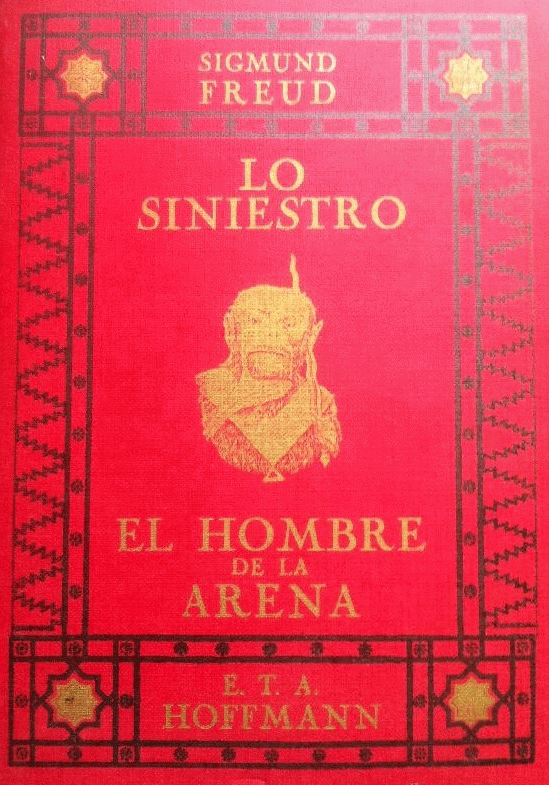 SIGMUND
FREUD
LO
SINIESTRO
EL HOMBRE
DE LA
ARENA
E. T. A.
HOFFMANN